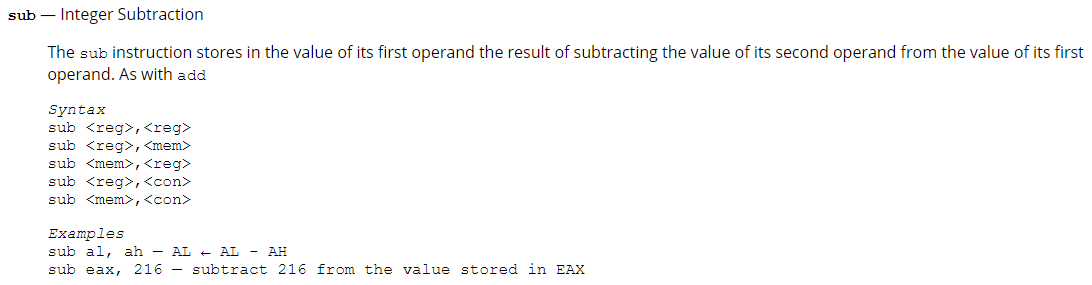 sub — Integer Subtraction
The sub instruction stores in the value of its first operand the result of subtracting the value of its second operand from the value of its first
operand. As with add
Syntax
sub <reg>,<reg>
sub <reg>,<mem>
sub <mem>,<reg>
sub <reg>,<con>
sub <mem>,<con>
Examples
sub al, ah — AL ← AL - AH
sub eax, 216 — subtract 216 from the value stored in EAX